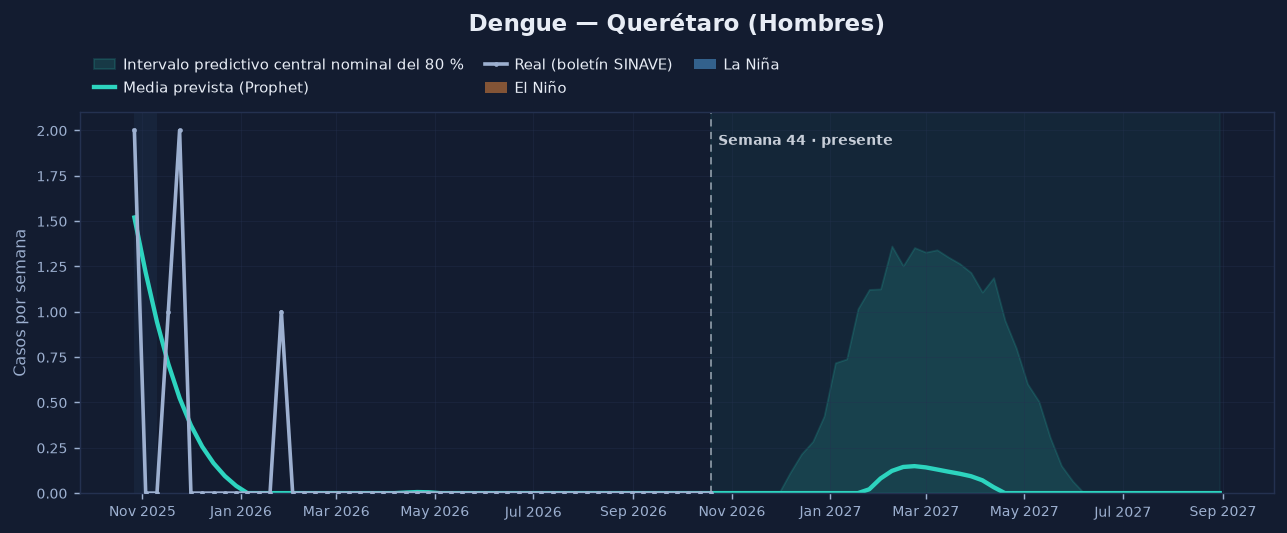 Dengue — Querétaro (Hombres)
Intervalo predictivo central nominal del 80 %
Media prevista (Prophet)
Real (boletín SINAVE)
El Niño
La Niña
Semana 44 · presente
Casos por semana
2.00
1.75
1.50
1.25
1.00
0.75
0.50
0.25
0.00
Nov 2025 Jan 2026 Mar 2026 May 2026 Jul 2026 Sep 2026 Nov 2026 Jan 2027 Mar 2027 May 2027 Jul 2027 Sep 2027